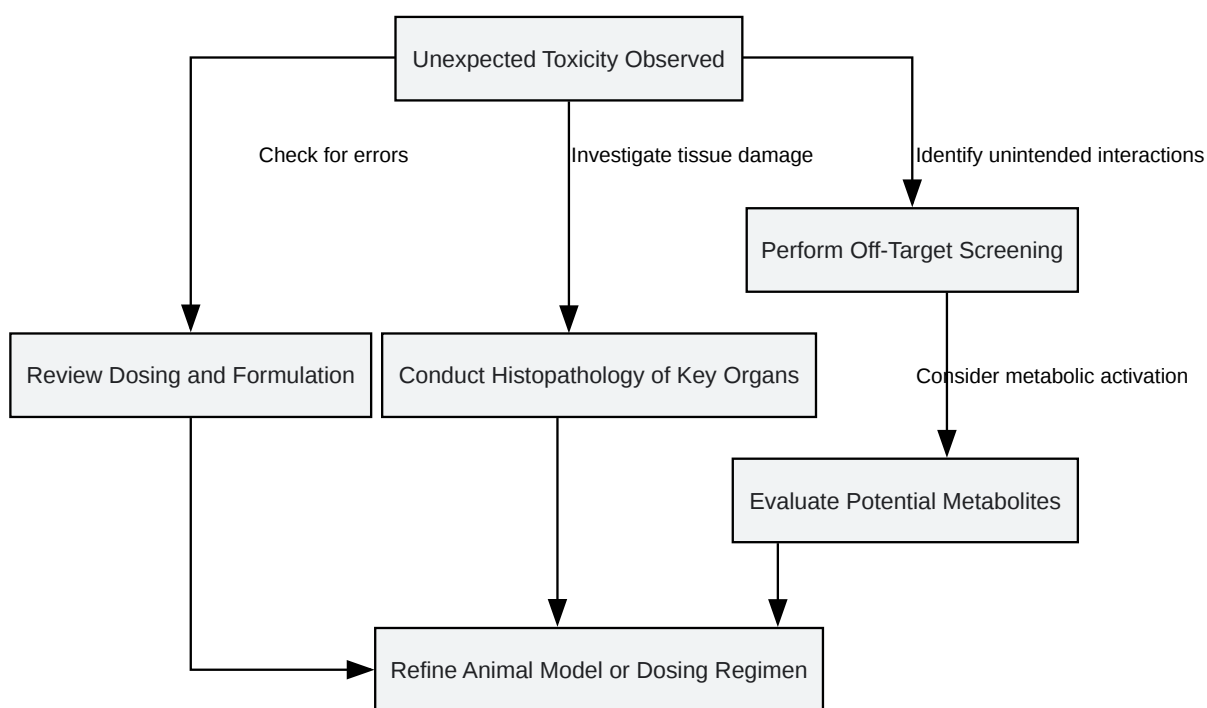 Unexpected Toxicity Observed
Check for errors
Investigate tissue damage
Identify unintended interactions
Perform Off-Target Screening
Review Dosing and Formulation
Conduct Histopathology of Key Organs
Consider metabolic activation
Evaluate Potential Metabolites
Refine Animal Model or Dosing Regimen